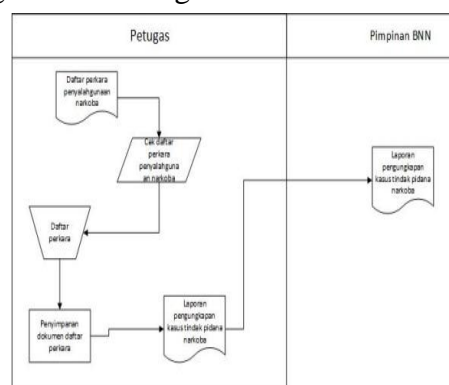 Petugas
Pimpinan BNN
Daftar perkara
penyalahgunaan
narkoba
Cek daftar
perkara
penyalahguna
an narkoba
Daftar
perkara
Penyimpanan
dokumen daftar
perkara
Laporan
pengungkapan
kasus tindak pidana
narkoba
Laporan
pengungkapan
kasus tindak pidana
narkoba